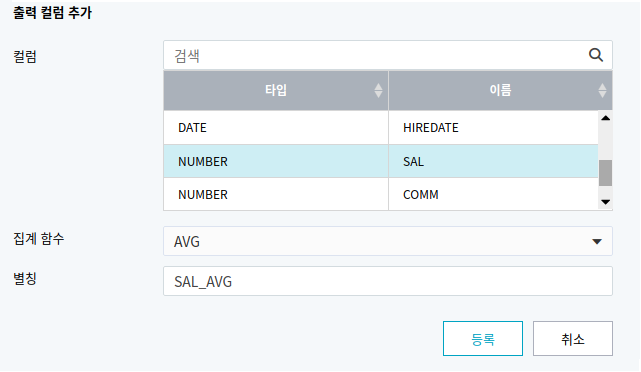 출력 컬럼 추가
컬럼
검색
타입 이름
DATE HIREDATE
NUMBER SAL
NUMBER COMM
집계 함수 AVG
별칭 SAL_AVG
등록 취소